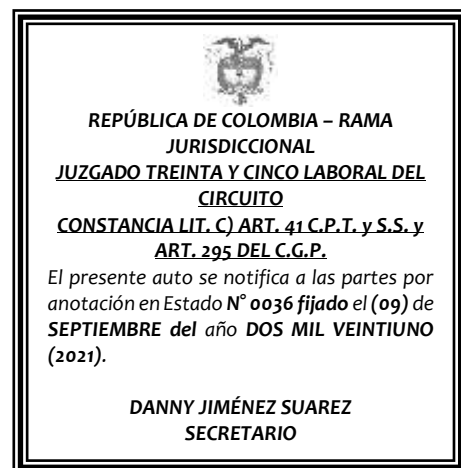 REPÚBLICA DE COLOMBIA – RAMA
JURISDICCIONAL
JUZGADO TREINTA Y CINCO LABORAL DEL
CIRCUITO
CONSTANCIA LIT. C) ART. 41 C.P.T. y S.S. y
ART. 295 DEL C.G.P.
El presente auto se notifica a las partes por
anotación en Estado N° 0036 fijado el (09) de
SEPTIEMBRE del año DOS MIL VEINTIUNO
(2021).
DANNY JIMÉNEZ SUAREZ
SECRETARIO